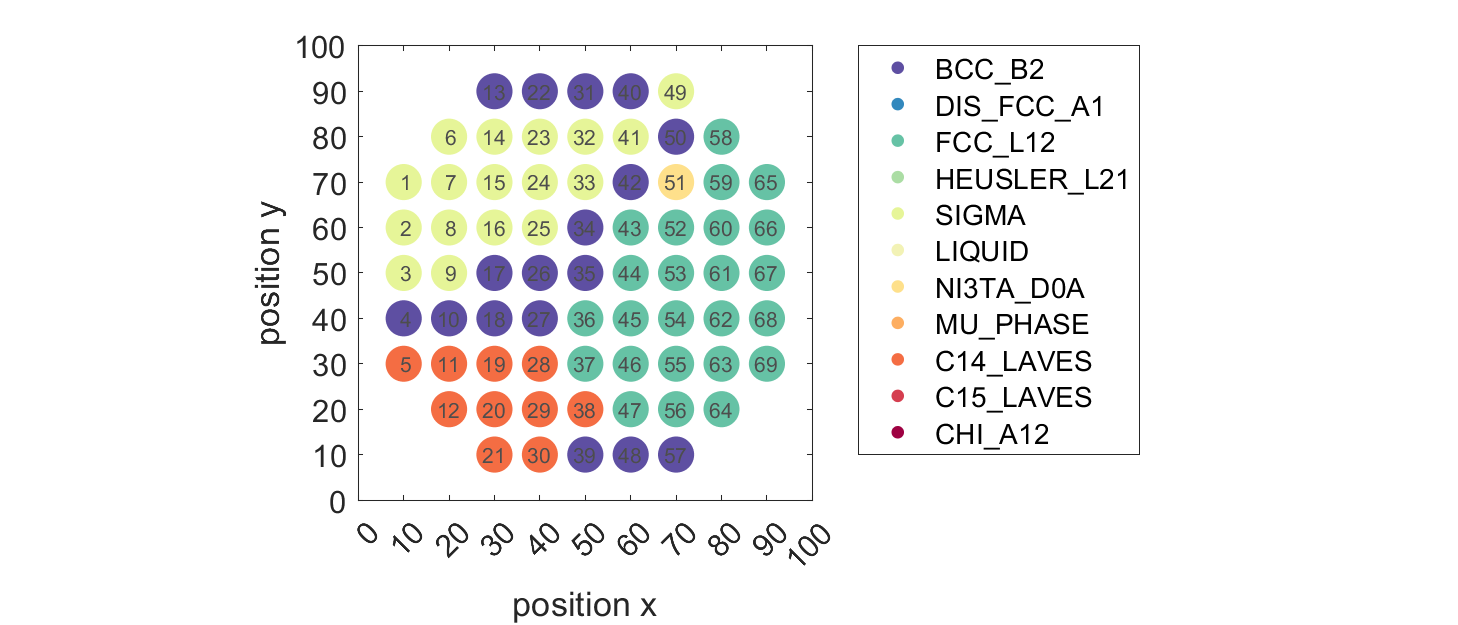 100
90
80
70
60
50
40
30
20
10
0
position y
13 22 31 40 49
6 14 23 32 41 50 58
1 7 15 24 33 42 51 59 65
2 8 16 25 34 43 52 60 66
3 9 17 26 35 44 53 61 67
4 10 18 27 36 45 54 62 68
5 11 19 28 37 46 55 63 69
12 20 29 38 47 56 64
21 30 39 48 57
0 10 20 30 40 50 60 70 80 90 100
position x
BCC_B2
DIS_FCC_A1
FCC_L12
HEUSLER_L21
SIGMA
LIQUID
NI3TA_D0A
MU_PHASE
C14_LAVES
C15_LAVES
CHI_A12